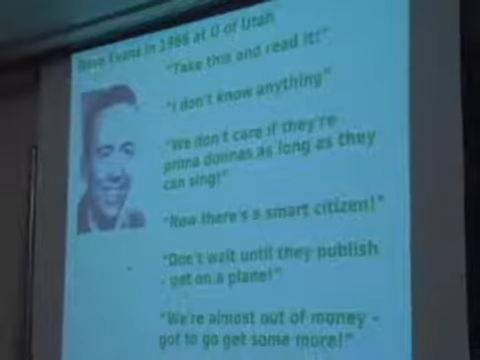 Dave Evans in 1966 at U of Utah
"Take this and read it!"
"I don't know anything"
"We don't care if they're
prima donnas as long as they
can sing!"
"Now there's a smart citizen!"
"Don't wait until they publish
- get on a plane!"
"We're almost out of money -
got to go get some more!"